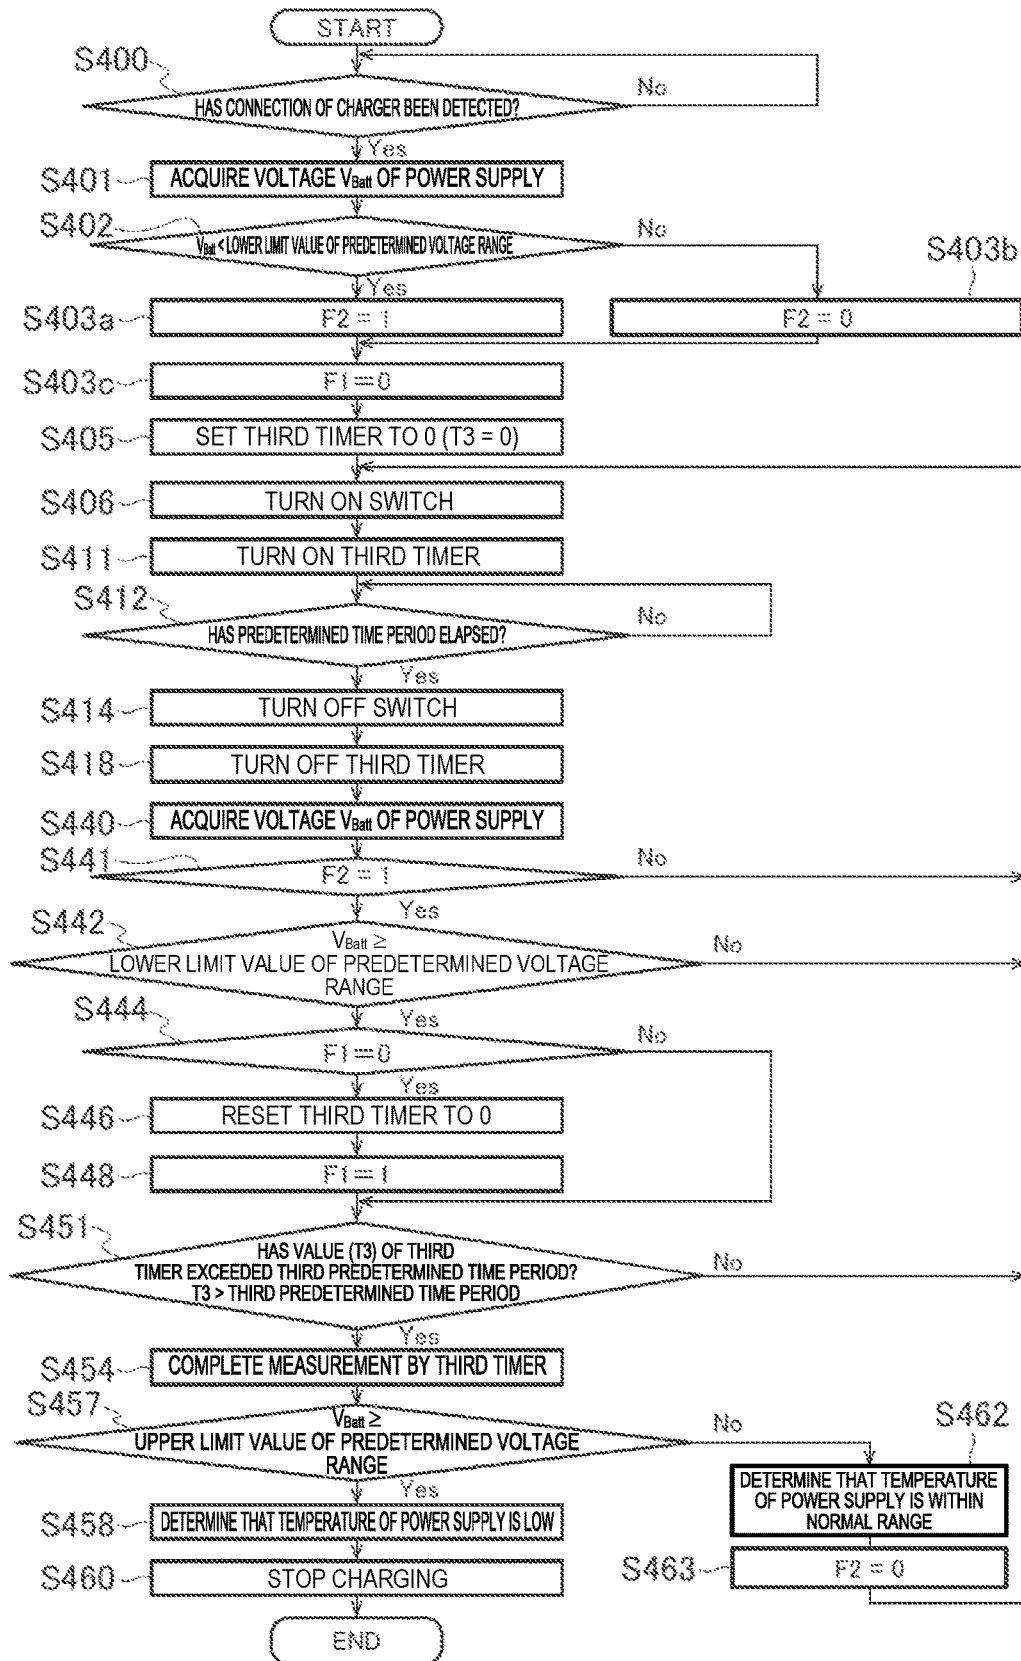 START
S400
HAS CONNECTION OF CHARGER BEEN DETECTED?
No
Yes
S401
ACQUIRE VOLTAGE VBatt OF POWER SUPPLY
S402
VBatt < LOWER LIMIT VALUE OF PREDETERMINED VOLTAGE RANGE
No
Yes
S403a
F2 = 1
S403b
F2 = 0
S403c
F1 = 0
S405
SET THIRD TIMER TO 0 (T3 = 0)
S406
TURN ON SWITCH
S411
TURN ON THIRD TIMER
S412
HAS PREDETERMINED TIME PERIOD ELAPSED?
No
Yes
S414
TURN OFF SWITCH
S418
TURN OFF THIRD TIMER
S440
ACQUIRE VOLTAGE VBatt OF POWER SUPPLY
S441
F2 = 1
No
Yes
S442
VBatt ≥
LOWER LIMIT VALUE OF PREDETERMINED VOLTAGE
RANGE
No
Yes
S444
F1 = 0
No
Yes
S446
RESET THIRD TIMER TO 0
S448
F1 = 1
S451
HAS VALUE (T3) OF THIRD
TIMER EXCEEDED THIRD PREDETERMINED TIME PERIOD?
T3 > THIRD PREDETERMINED TIME PERIOD
No
Yes
S454
COMPLETE MEASUREMENT BY THIRD TIMER
S457
VBatt ≥
UPPER LIMIT VALUE OF PREDETERMINED VOLTAGE
RANGE
No
Yes
S462
DETERMINE THAT TEMPERATURE
OF POWER SUPPLY IS WITHIN
NORMAL RANGE
S458
DETERMINE THAT TEMPERATURE OF POWER SUPPLY IS LOW
S463
F2 = 0
S460
STOP CHARGING
END